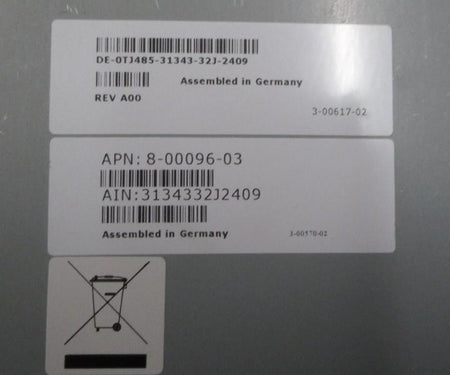 DE-0TJ485-31343-32J-2409
Assembled in Germany
REV A00
3-00617-02
APN: 8-00096-03
AIN:3134332J2409
Assembled in Germany
3-00570-02